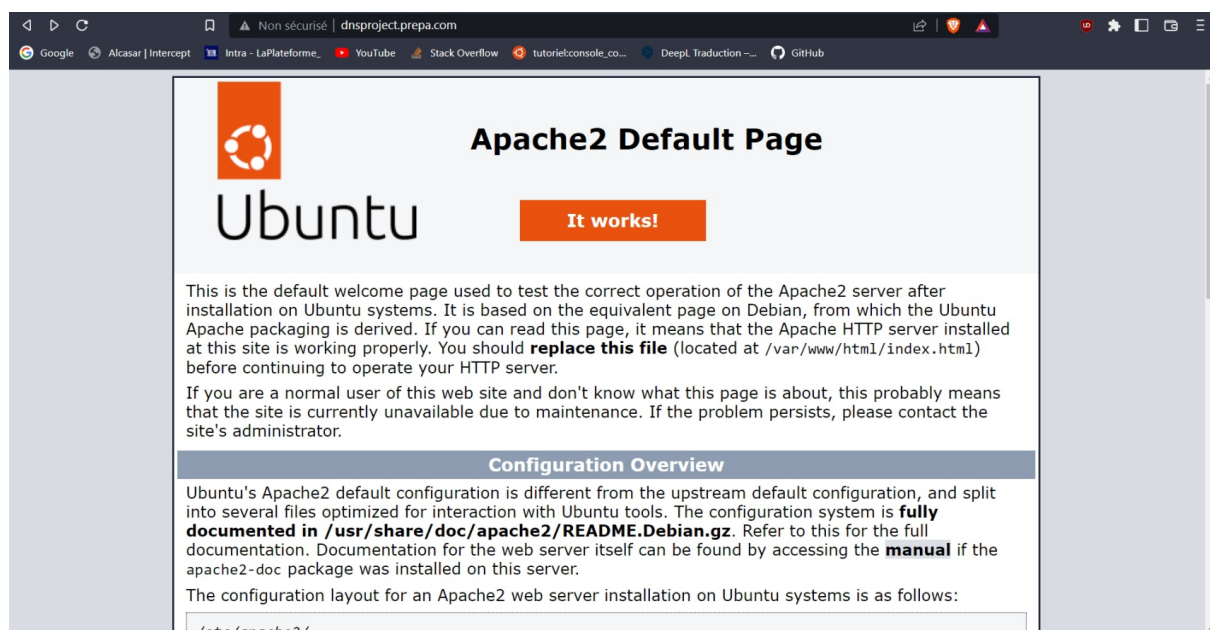 Non sécurisé | dnsproject.prepa.com
Google Alcasar | Intercept Intra - LaPlateforme_ YouTube Stack Overflow tutoriel:console_co... DeepL Traduction –... GitHub
Apache2 Default Page
Ubuntu
It works!
This is the default welcome page used to test the correct operation of the Apache2 server after
installation on Ubuntu systems. It is based on the equivalent page on Debian, from which the Ubuntu
Apache packaging is derived. If you can read this page, it means that the Apache HTTP server installed
at this site is working properly. You should replace this file (located at /var/www/html/index.html)
before continuing to operate your HTTP server.
If you are a normal user of this web site and don't know what this page is about, this probably means
that the site is currently unavailable due to maintenance. If the problem persists, please contact the
site's administrator.
Configuration Overview
Ubuntu's Apache2 default configuration is different from the upstream default configuration, and split
into several files optimized for interaction with Ubuntu tools. The configuration system is fully
documented in /usr/share/doc/apache2/README.Debian.gz. Refer to this for the full
documentation. Documentation for the web server itself can be found by accessing the manual if the
apache2-doc package was installed on this server.
The configuration layout for an Apache2 web server installation on Ubuntu systems is as follows:
/etc/apache2/